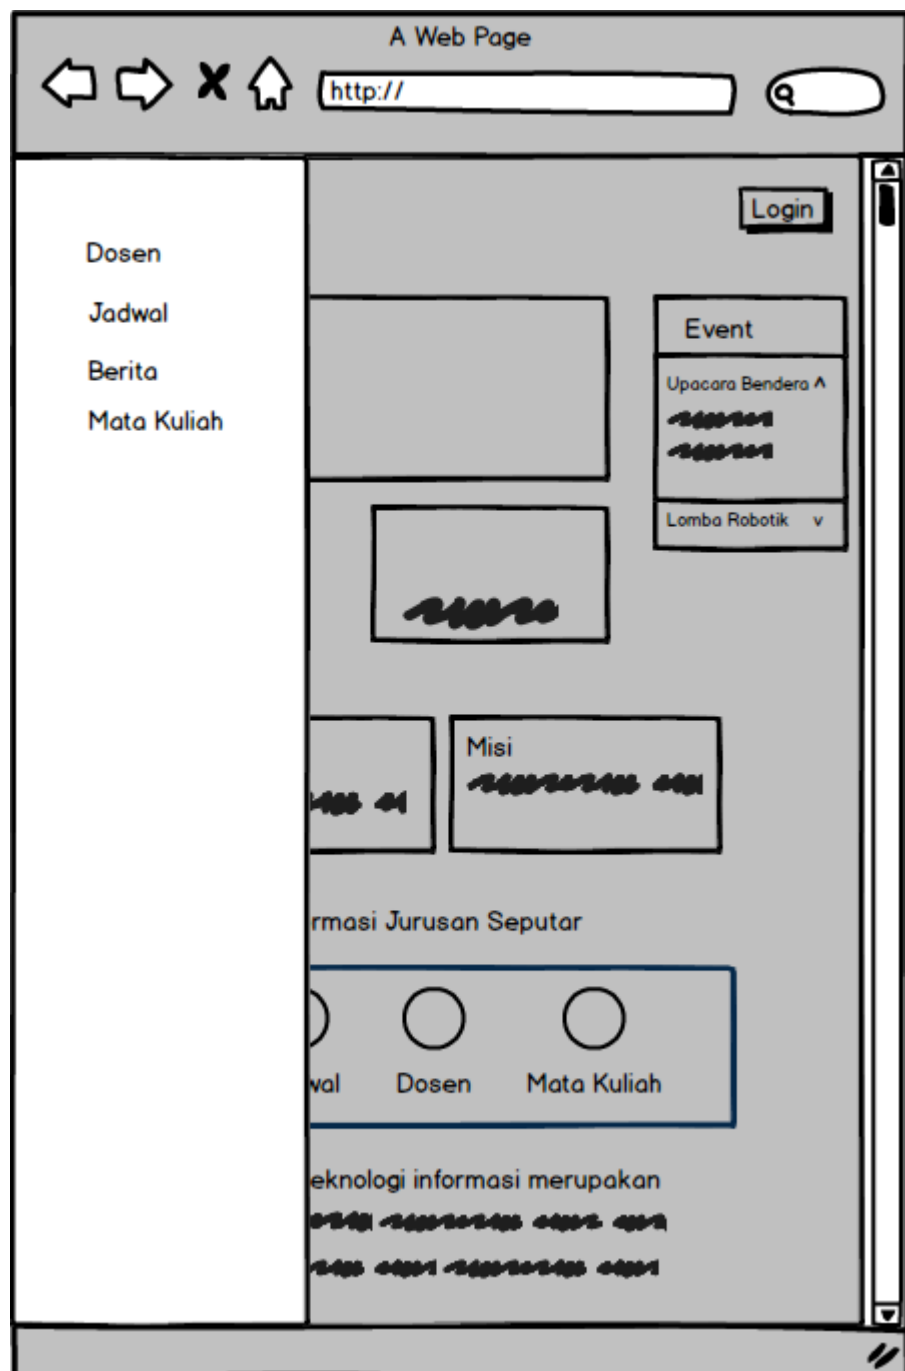 A Web Page
http://
Login
Dosen
Jadwal
Berita
Mata Kuliah
Event
Upacara Bendera ^
Lomba Robotik v
Misi
rmasi Jurusan Seputar
wal Dosen Mata Kuliah
eknologi informasi merupakan